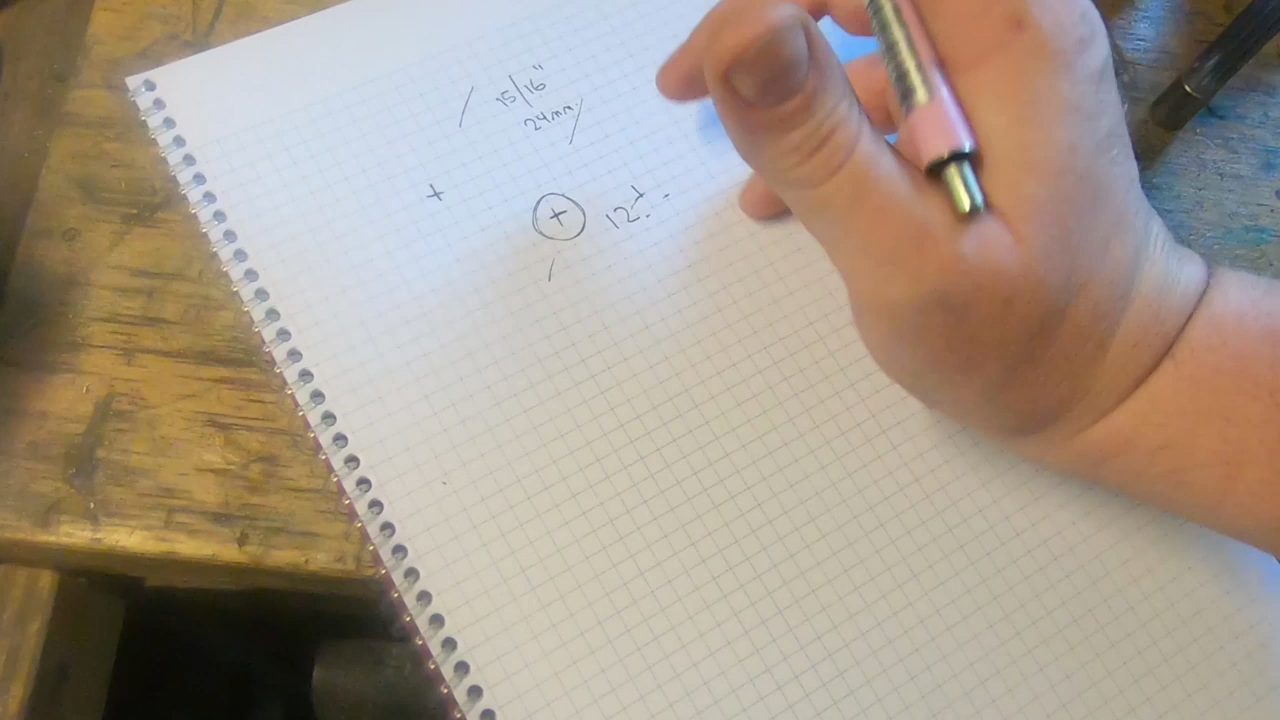 15/16"
24mm.
+
+ 12